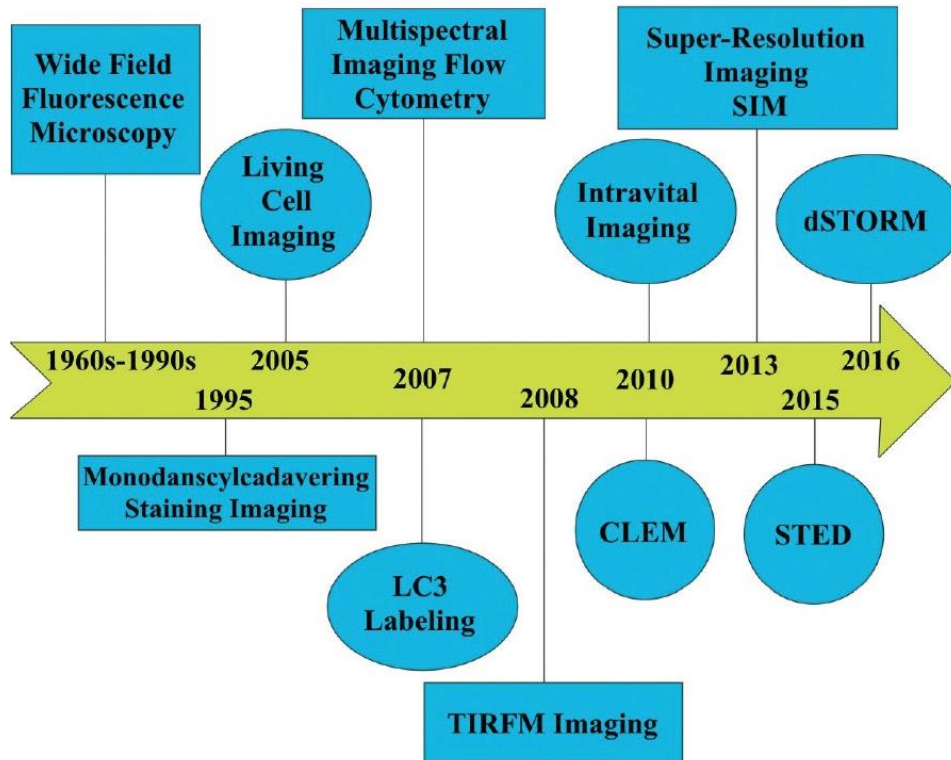 Wide Field
Fluorescence
Microscopy
Living
Cell
Imaging
Multispectral
Imaging Flow
Cytometry
Intravital
Imaging
Super-Resolution
Imaging
SIM
dSTORM
1960s-1990s
1995
2005
2007
2008
2010
2013
2015
2016
Monodanscylcadavering
Staining Imaging
LC3
Labeling
TIRFM Imaging
CLEM
STED